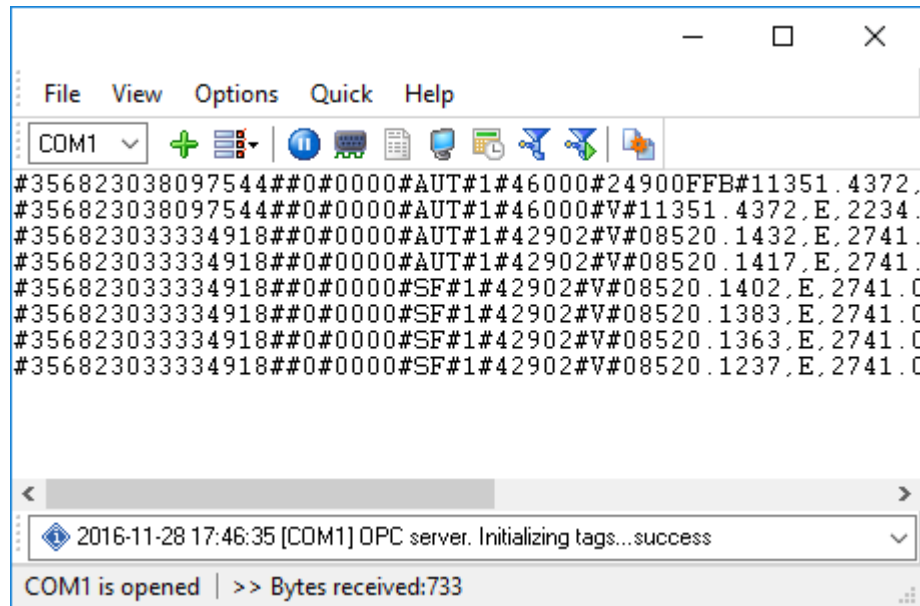 File View Options Quick Help
COM1
#356823038097544##0#0000#AUT#1#46000#24900FFB#11351.4372.
#356823038097544##0#0000#AUT#1#46000#V#11351.4372,E,2234.
#356823033334918##0#0000#AUT#1#42902#V#08520.1432,E,2741.
#356823033334918##0#0000#AUT#1#42902#V#08520.1417,E,2741.
#356823033334918##0#0000#SF#1#42902#V#08520.1402,E,2741.0
#356823033334918##0#0000#SF#1#42902#V#08520.1383,E,2741.0
#356823033334918##0#0000#SF#1#42902#V#08520.1363,E,2741.0
#356823033334918##0#0000#SF#1#42902#V#08520.1237,E,2741.0
2016-11-28 17:46:35 [COM1] OPC server. Initializing tags...success
COM1 is opened | >> Bytes received:733